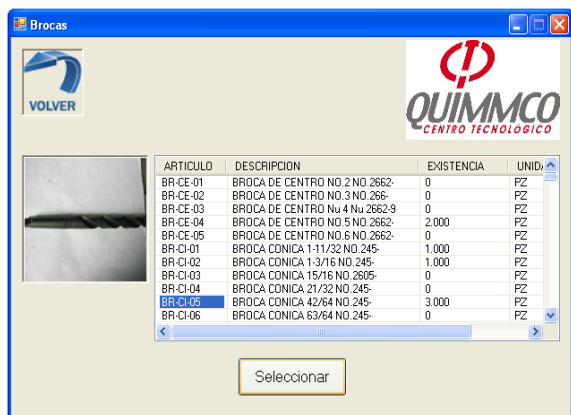 Brocas
VOLVER
QUIMMCO
CENTRO TECNOLÓGICO
ARTICULO DESCRIPCION EXISTENCIA UNID
BR-CE-01 BROCA DE CENTRO NO.2 NO.2662- 0 PZ
BR-CE-02 BROCA DE CENTRO NO.3 NO.266- 0 PZ
BR-CE-03 BROCA DE CENTRO Nu 4 Nu 2662-9 0 PZ
BR-CE-04 BROCA DE CENTRO NO.5 NO.2662- 2.000 PZ
BR-CE-05 BROCA DE CENTRO NO.6 NO.2662- 0 PZ
BR-CI-01 BROCA CONICA 1-11/32 NO.245- 1.000 PZ
BR-CI-02 BROCA CONICA 1-3/16 NO.245- 1.000 PZ
BR-CI-03 BROCA CONICA 15/16 NO.2605- 0 PZ
BR-CI-04 BROCA CONICA 21/32 NO.245- 0 PZ
BR-CI-05 BROCA CONICA 42/64 NO.245- 3.000 PZ
BR-CI-06 BROCA CONICA 63/64 NO.245- 0 PZ
Seleccionar